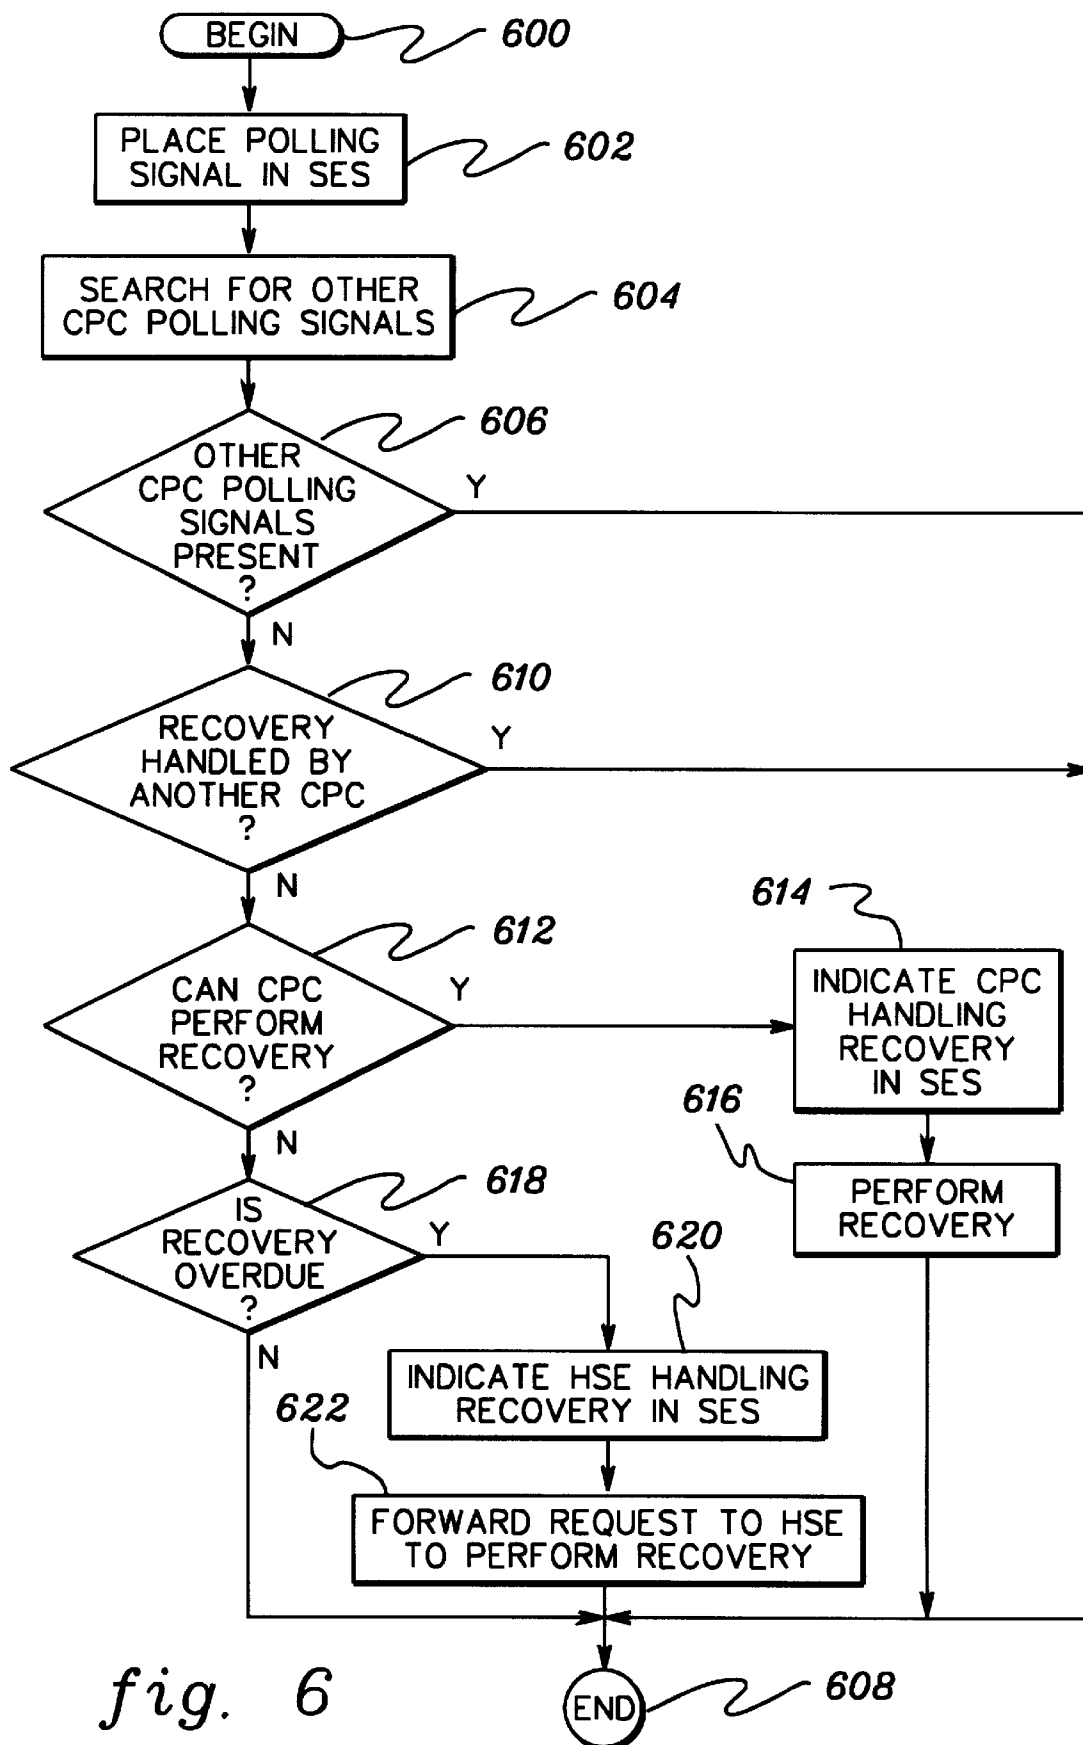 BEGIN
600
PLACE POLLING
SIGNAL IN SES
602
SEARCH FOR OTHER
CPC POLLING SIGNALS
604
606
OTHER
CPC POLLING
SIGNALS
PRESENT
?
Y
N
610
RECOVERY
HANDLED BY
ANOTHER CPC
?
Y
N
612
CAN CPC
PERFORM
RECOVERY
?
Y
N
614
INDICATE CPC
HANDLING
RECOVERY
IN SES
616
PERFORM
RECOVERY
618
IS
RECOVERY
OVERDUE
?
Y
N
620
INDICATE HSE HANDLING
RECOVERY IN SES
622
FORWARD REQUEST TO HSE
TO PERFORM RECOVERY
END
608
fig. 6